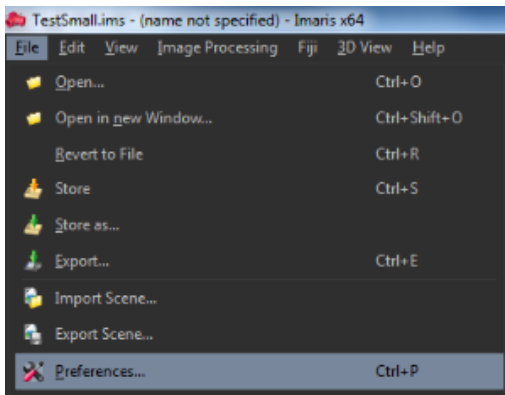 TestSmall.ims - (name not specified) - Imaris x64
File Edit View Image Processing Fiji 3D View Help
Open... Ctrl+O
Open in new Window... Ctrl+Shift+O
Revert to File Ctrl+R
Store Ctrl+S
Store as...
Export... Ctrl+E
Import Scene...
Export Scene...
Preferences... Ctrl+P